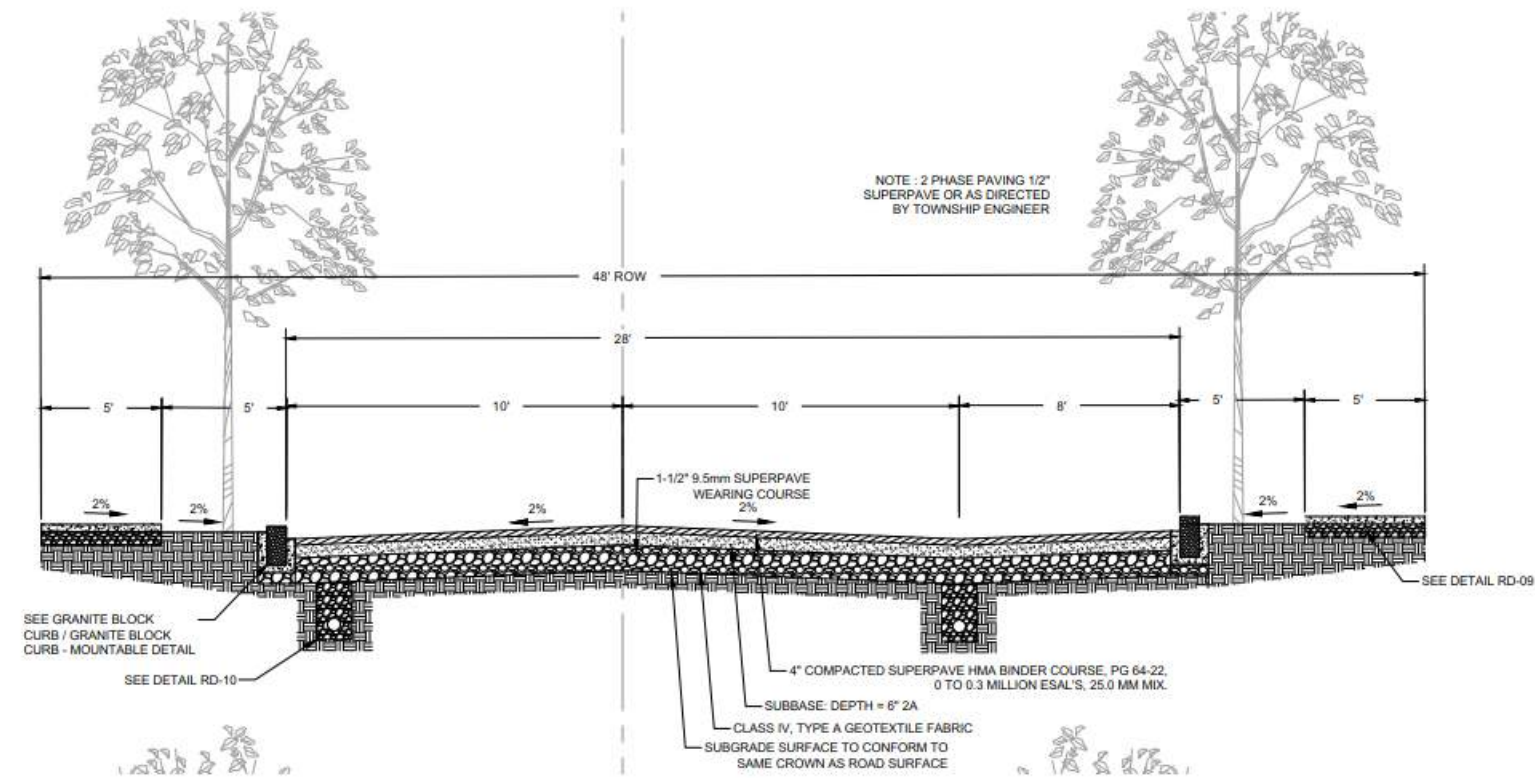 NOTE : 2 PHASE PAVING 1/2"
SUPERPAVE OR AS DIRECTED
BY TOWNSHIP ENGINEER
48' ROW
28'
5'
5'
10'
10'
8'
5'
5'
1-1/2" 9.5mm SUPERPAVE
WEARING COURSE
2%
2%
2%
2%
2%
2%
SEE DETAIL RD-09
SEE GRANITE BLOCK
CURB / GRANITE BLOCK
CURB - MOUNTABLE DETAIL
SEE DETAIL RD-10
4" COMPACTED SUPERPAVE HMA BINDER COURSE, PG 64-22,
0 TO 0.3 MILLION ESAL'S, 25.0 MM MIX.
SUBBASE: DEPTH = 6" 2A
CLASS IV, TYPE A GEOTEXTILE FABRIC
SUBGRADE SURFACE TO CONFORM TO
SAME CROWN AS ROAD SURFACE